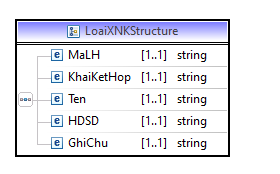 LoaiXNKStructure
MaLH [1..1] string
KhaiKetHop [1..1] string
Ten [1..1] string
HDSD [1..1] string
GhiChu [1..1] string